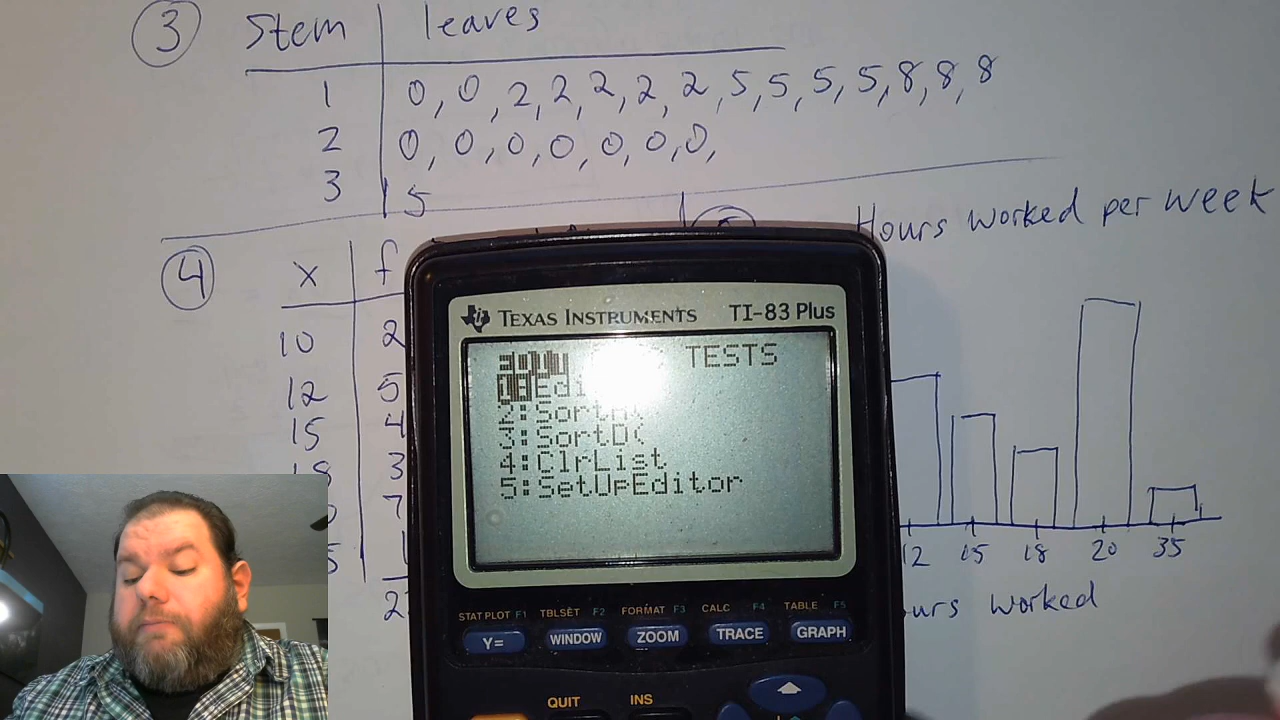 ③ Stem leaves
1 0, 0, 2, 2, 2, 2, 2, 5, 5, 5, 5, 8, 8, 8
2 0, 0, 0, 0, 0, 0, 0,
3 5
④ x f
10 2
12 5
15 4
3
7
Hours worked per week
12 15 18 20 35
worked
TEXAS INSTRUMENTS TI-83 Plus
TESTS
1:Edi
2:Sort
3:SortD(
4:ClrList
5:SetUpEditor
STAT PLOT F1 TBLSET F2 FORMAT F3 CALC F4 TABLE F5
Y= WINDOW ZOOM TRACE GRAPH
QUIT INS